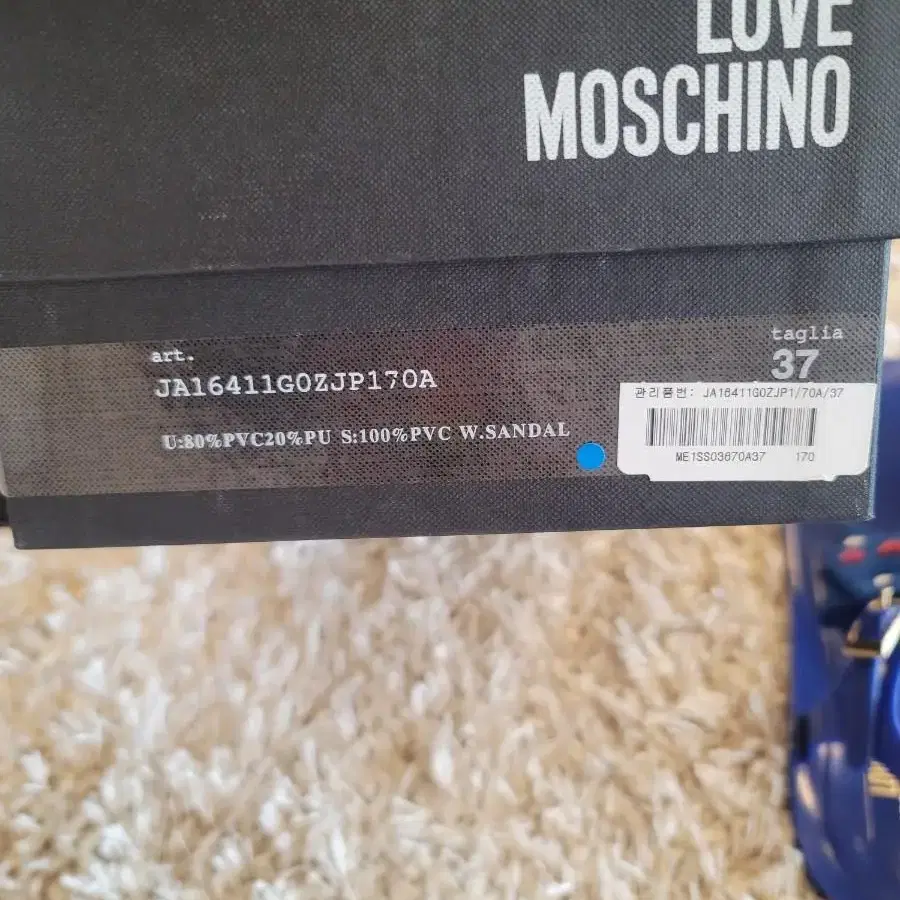 LOVE
MOSCHINO
taglia
37
art.
JA16411G0ZJP170A
U:80%PVC20%PU S:100%PVC W.SANDAL
관리품번: JA16411G0ZJP1/70A/37
ME1SS03670A37 170